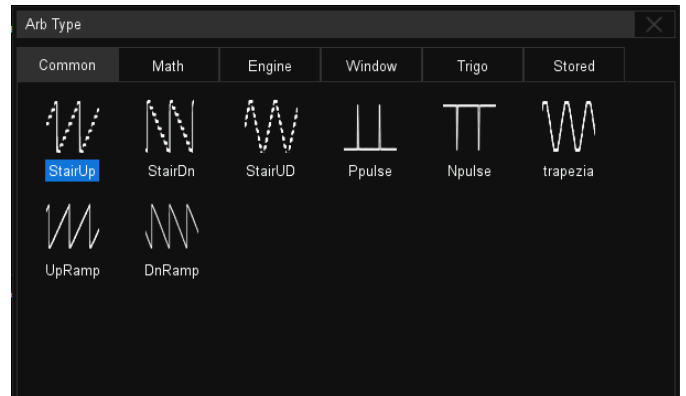 Arb Type
Common Math Engine Window Trigo Stored
StairUp StairDn StairUD Ppulse Npulse trapezia
UpRamp DnRamp